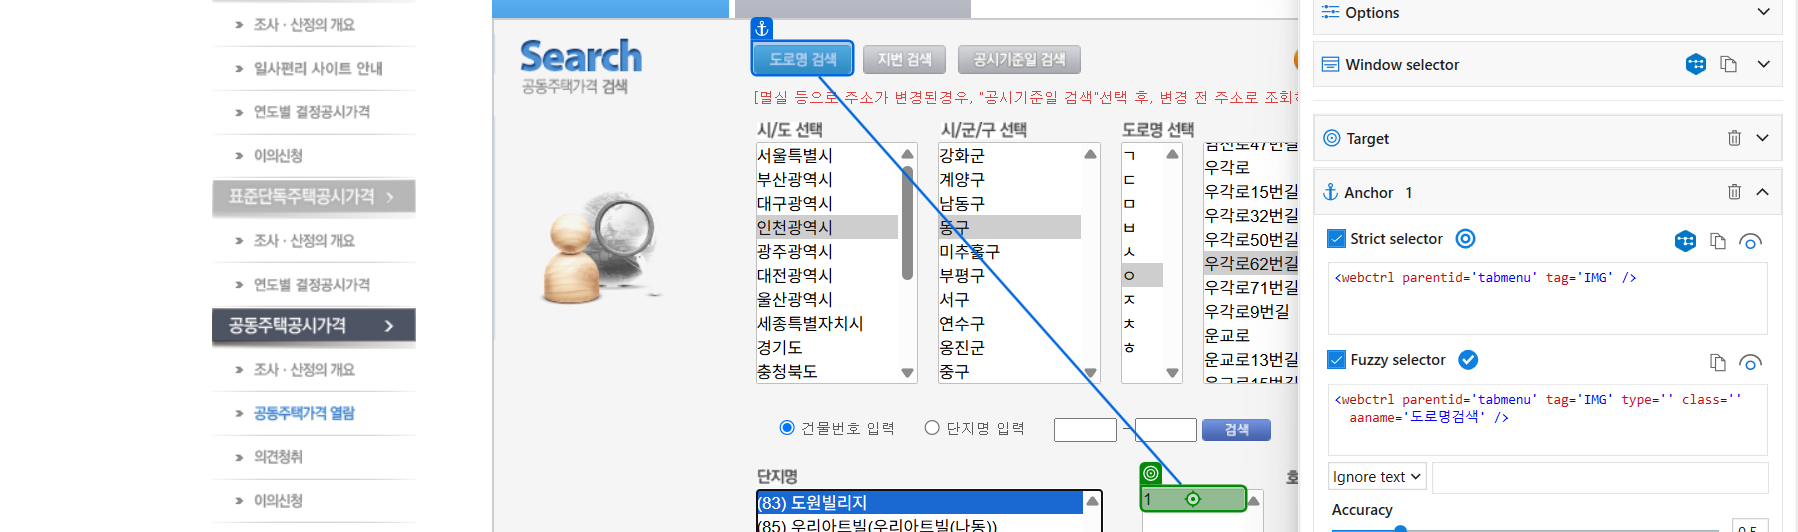 조사 · 산정의 개요
일사편리 사이트 안내
연도별 결정공시가격
이의신청
표준단독주택공시가격
조사 · 산정의 개요
연도별 결정공시가격
공동주택공시가격
조사 · 산정의 개요
공동주택가격 열람
의견청취
이의신청
Search
공동주택가격 검색
도로명 검색 지번 검색 공시기준일 검색
[멸실 등으로 주소가 변경된경우, "공시기준일 검색"선택 후, 변경 전 주소로 조회
시/도 선택
서울특별시
부산광역시
대구광역시
인천광역시
광주광역시
대전광역시
울산광역시
세종특별자치시
경기도
충청북도
시/군/구 선택
강화군
계양구
남동구
동구
미추홀구
부평구
서구
연수구
옹진군
중구
도로명 선택
ㄱ
ㄷ
ㅁ
ㅂ
ㅅ
ㅇ
ㅈ
ㅊ
ㅎ
우각로
우각로15번길
우각로32번길
우각로50번길
우각로62번길
우각로71번길
우각로9번길
운교로
운교로13번길
건물번호 입력 단지명 입력 - 검색
단지명
(83) 도원빌리지
(85) 우리아트빌(우리아트빌(나동))
1
호
Options
Window selector
Target
Anchor 1
Strict selector
<webctrl parentid='tabmenu' tag='IMG' />
Fuzzy selector
<webctrl parentid='tabmenu' tag='IMG' type='' class=''
aaname='도로명검색' />
Ignore text
Accuracy
0.5